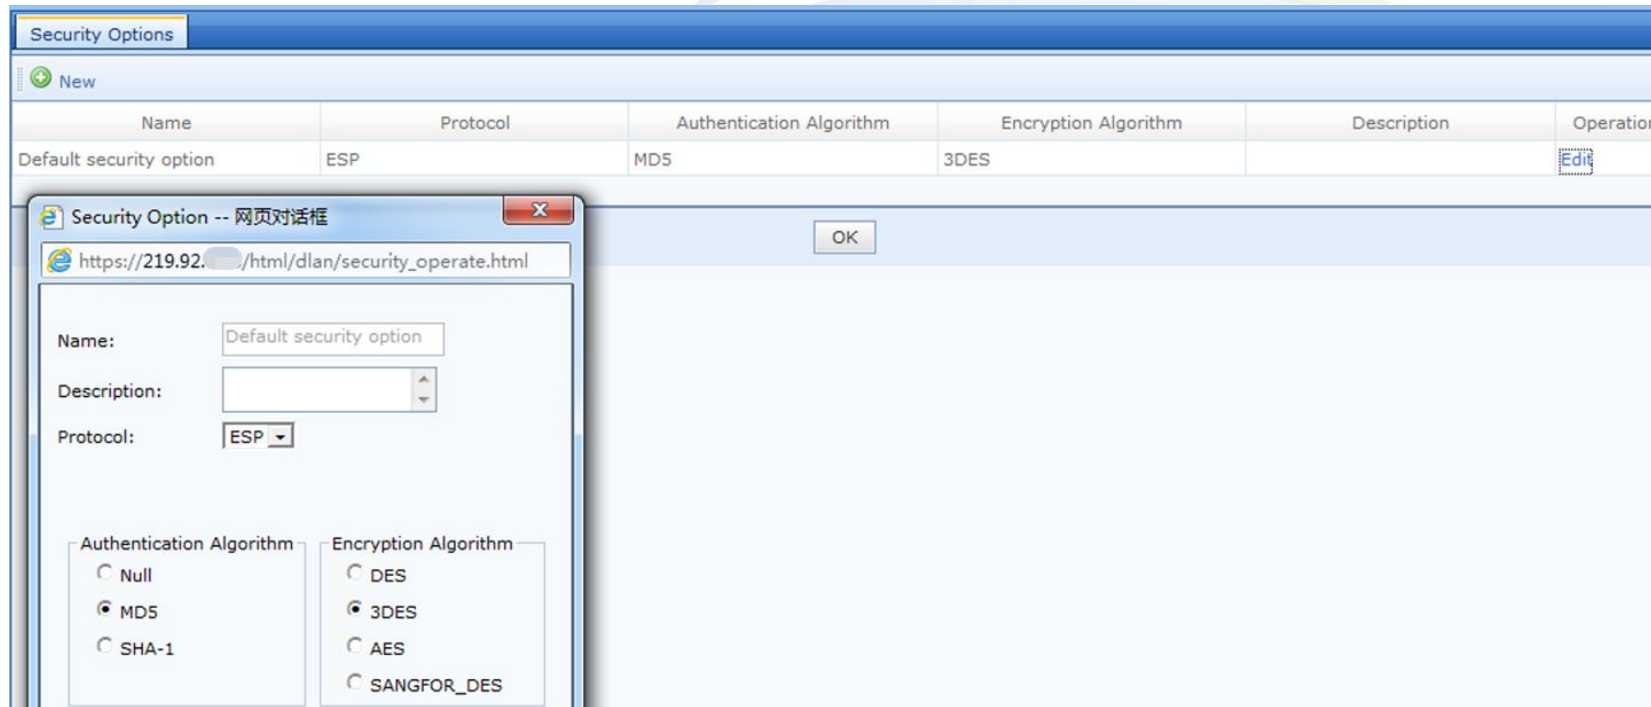 Security Options
New
Name Protocol Authentication Algorithm Encryption Algorithm Description Operation
Default security option ESP MD5 3DES Edit
Security Option -- 网页对话框
OK
https://219.92. /html/dlan/security_operate.html
Name: Default security option
Description:
Protocol: ESP
Authentication Algorithm Encryption Algorithm
Null DES
MD5 3DES
SHA-1 AES
SANGFOR_DES